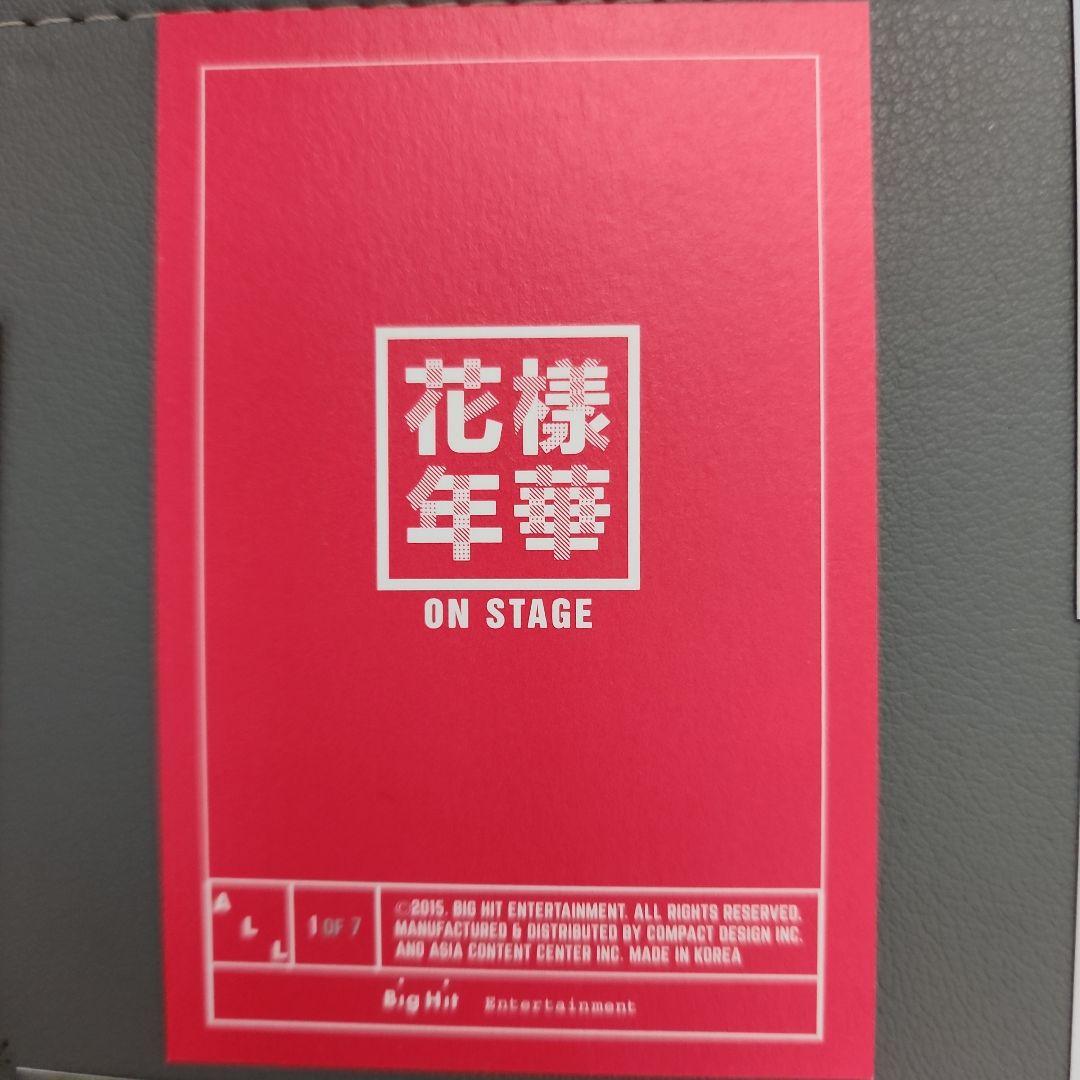 花樣
年華
ON STAGE
ALL
1 OF 7
©2015. BIG HIT ENTERTAINMENT. ALL RIGHTS RESERVED.
MANUFACTURED & DISTRIBUTED BY COMPACT DESIGN INC.
AND ASIA CONTENT CENTER INC. MADE IN KOREA
Big Hit Entertainment